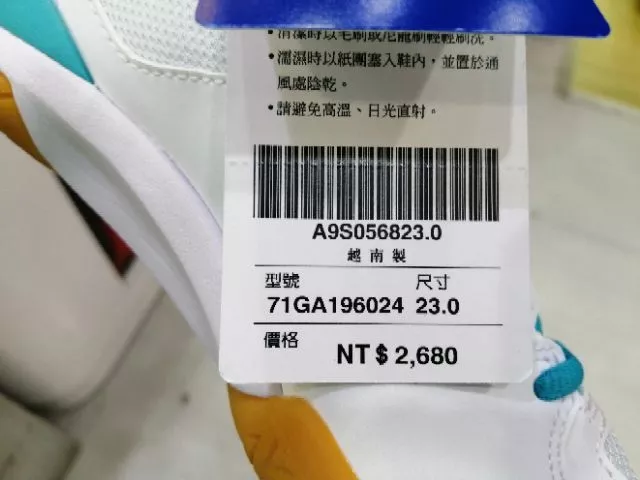 •清潔時以毛刷或尼龍刷輕輕刷洗。
•濡濕時以紙團塞入鞋內，並置於通
風處陰乾。
•請避免高溫、日光直射。
A9S056823.0
越南製
型號 尺寸
71GA196024 23.0
價格
NT$2,680